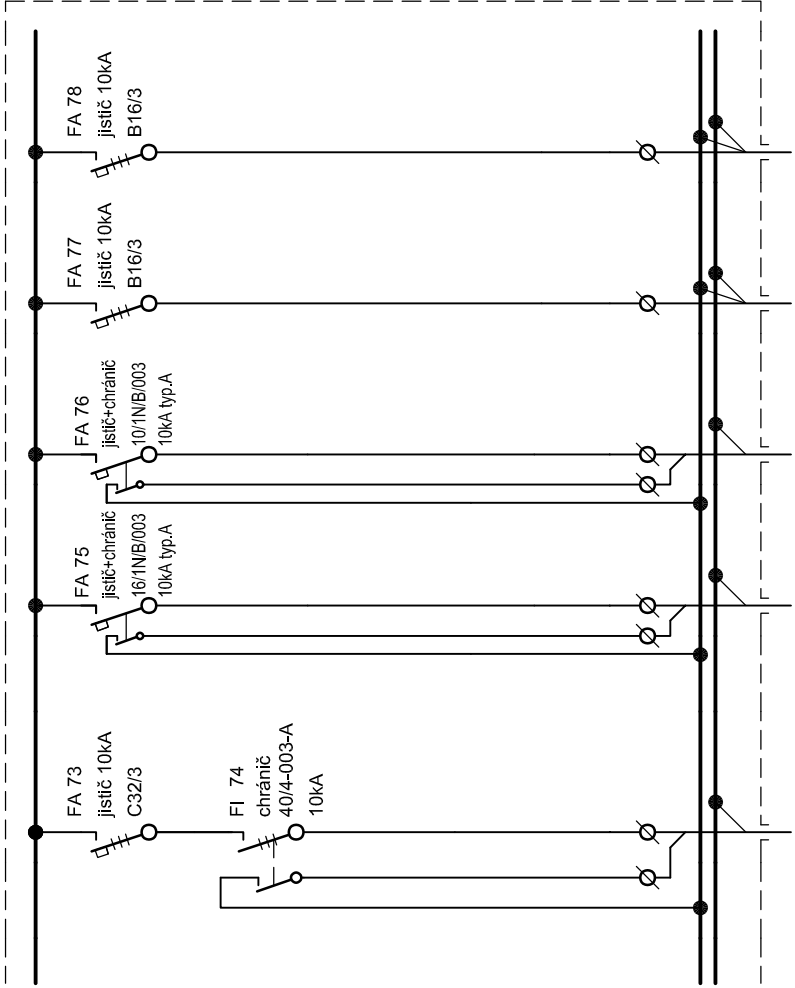 FA 78
jistič 10kA
B16/3
FA 77
jistič 10kA
B16/3
FA 76
jistič+chránič
10/1N/B/003
10kA typ.A
FA 75
jistič+chránič
16/1N/B/003
10kA typ.A
FA 73
jistič 10kA
C32/3
FI 74
chránič
40/4-003-A
10kA